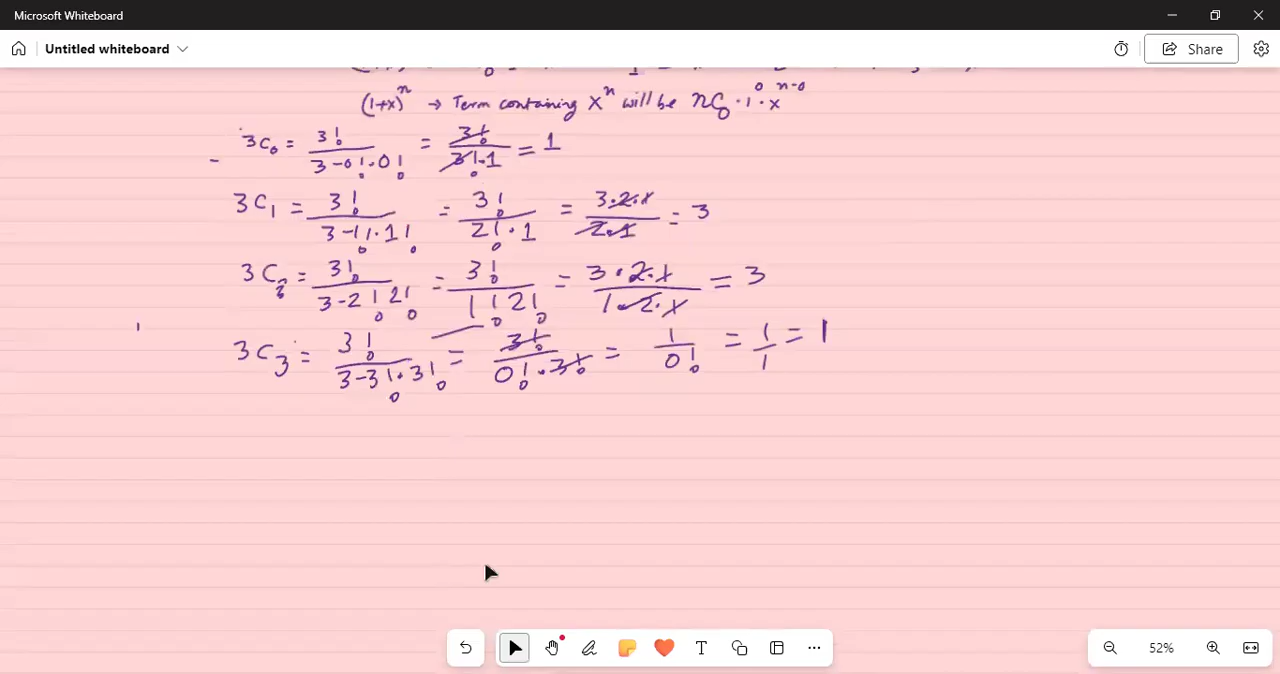 Microsoft Whiteboard
Untitled whiteboard
Share
(1+x)^n → Term containing x^n will be nC0 · 1^0 · x^n-0
3C0 = 3! / 3-0! · 0! = 3! / 3! · 1 = 1
3C1 = 3! / 3-1! · 1! = 3! / 2! · 1 = 3·2·1 / 2·1 = 3
3C2 = 3! / 3-2! 2! = 3! / 1! 2! = 3·2·1 / 1·2·1 = 3
3C3 = 3! / 3-3! · 3! = 3! / 0! · 3! = 1 / 0! = 1/1 = 1
52%